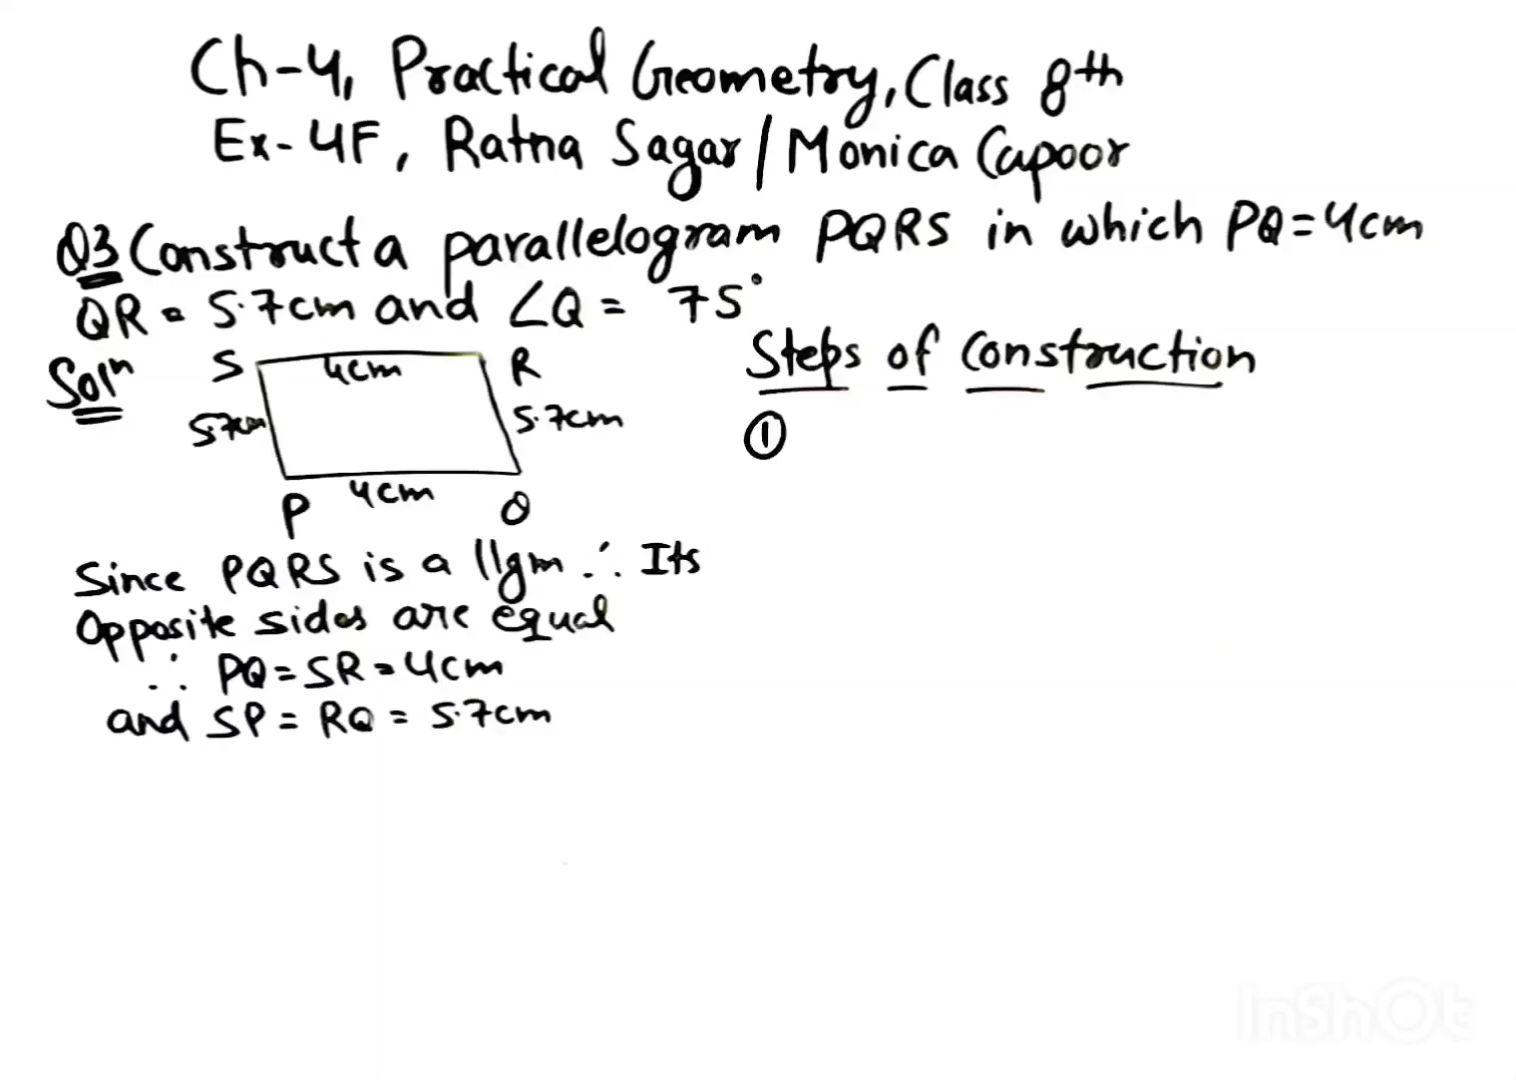 Ch-4, Practical Geometry, Class 8th
Ex-4F, Ratna Sagar/Monica Capoor
Q3 Construct a parallelogram PQRS in which PQ=4cm
QR = 5.7cm and ∠Q = 75°
Solⁿ
S 4cm R
5.7cm 5.7cm
P 4cm Q
Since PQRS is a ||gm ∴ Its
Opposite sides are equal
∴ PQ=SR=4cm
and SP = RQ = 5.7cm
Steps of Construction
①
InShOt